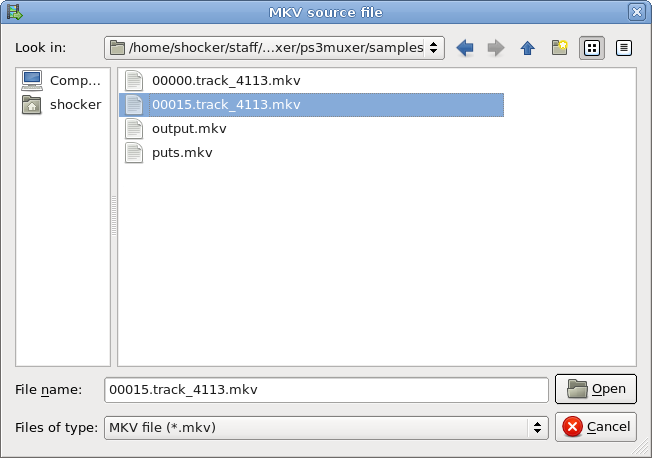 MKV source file
Look in: /home/shocker/staff/...xer/ps3muxer/samples
Comp...
shocker
00000.track_4113.mkv
00015.track_4113.mkv
output.mkv
puts.mkv
File name: 00015.track_4113.mkv Open
Files of type: MKV file (*.mkv) Cancel